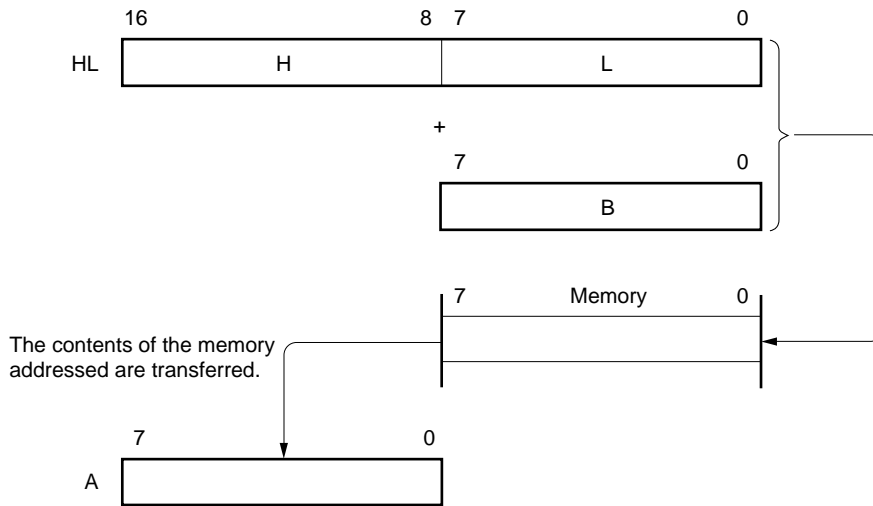 16 8 7 0
HL H L
+
7 0
B
7 Memory 0
The contents of the memory
addressed are transferred.
7 0
A